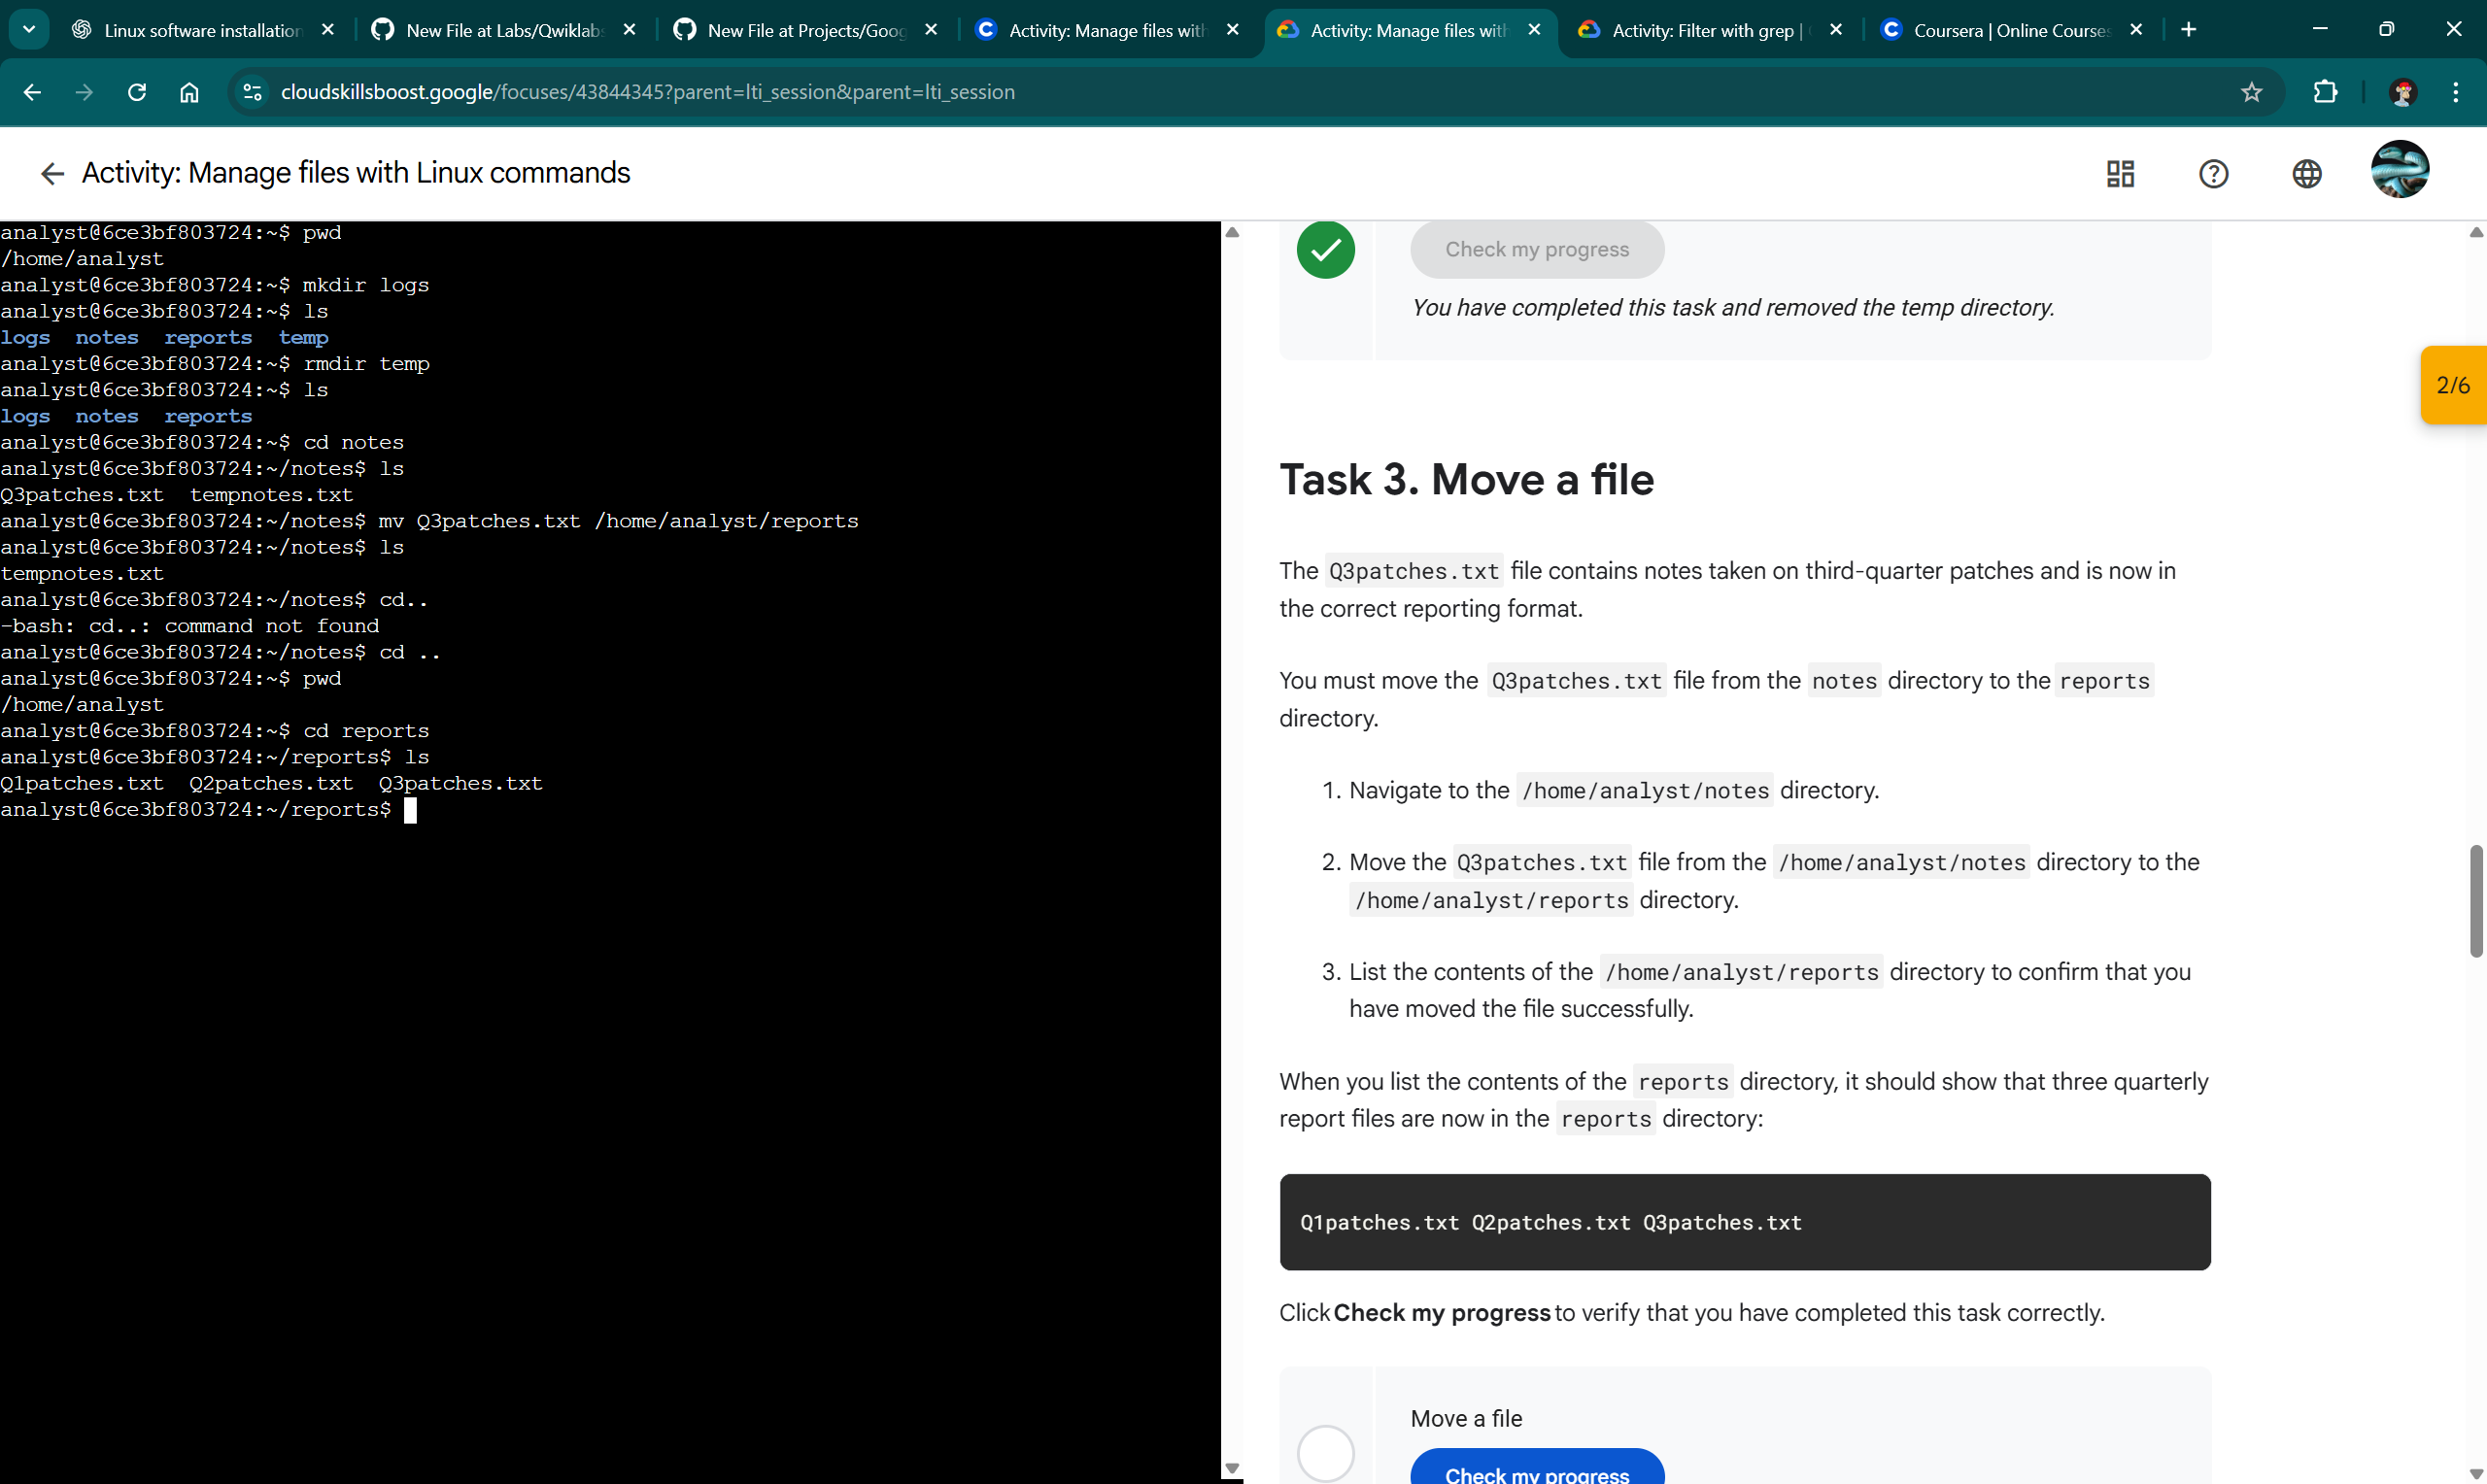 Linux software installation
New File at Labs/Qwiklabs
New File at Projects/Goog
Activity: Manage files with
Activity: Manage files with
Activity: Filter with grep |
Coursera | Online Courses
cloudskillsboost.google/focuses/43844345?parent=lti_session&parent=lti_session
Activity: Manage files with Linux commands
analyst@6ce3bf803724:~$ pwd
/home/analyst
analyst@6ce3bf803724:~$ mkdir logs
analyst@6ce3bf803724:~$ ls
logs  notes  reports  temp
analyst@6ce3bf803724:~$ rmdir temp
analyst@6ce3bf803724:~$ ls
logs  notes  reports
analyst@6ce3bf803724:~$ cd notes
analyst@6ce3bf803724:~/notes$ ls
Q3patches.txt  tempnotes.txt
analyst@6ce3bf803724:~/notes$ mv Q3patches.txt /home/analyst/reports
analyst@6ce3bf803724:~/notes$ ls
tempnotes.txt
analyst@6ce3bf803724:~/notes$ cd..
-bash: cd..: command not found
analyst@6ce3bf803724:~/notes$ cd ..
analyst@6ce3bf803724:~$ pwd
/home/analyst
analyst@6ce3bf803724:~$ cd reports
analyst@6ce3bf803724:~/reports$ ls
Q1patches.txt  Q2patches.txt  Q3patches.txt
analyst@6ce3bf803724:~/reports$
Check my progress
You have completed this task and removed the temp directory.
2/6
Task 3. Move a file
The Q3patches.txt file contains notes taken on third-quarter patches and is now in
the correct reporting format.
You must move the Q3patches.txt file from the notes directory to the reports
directory.
1. Navigate to the /home/analyst/notes directory.
2. Move the Q3patches.txt file from the /home/analyst/notes directory to the
/home/analyst/reports directory.
3. List the contents of the /home/analyst/reports directory to confirm that you
have moved the file successfully.
When you list the contents of the reports directory, it should show that three quarterly
report files are now in the reports directory:
Q1patches.txt Q2patches.txt Q3patches.txt
Click Check my progress to verify that you have completed this task correctly.
Move a file
Check my progress